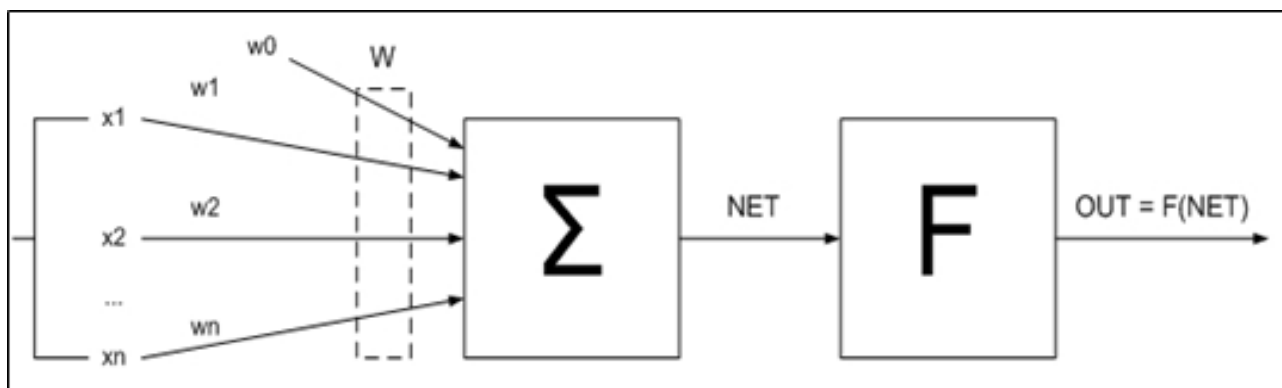 w0
W
w1
x1
w2
x2
...
wn
xn
Σ
NET
F
OUT = F(NET)